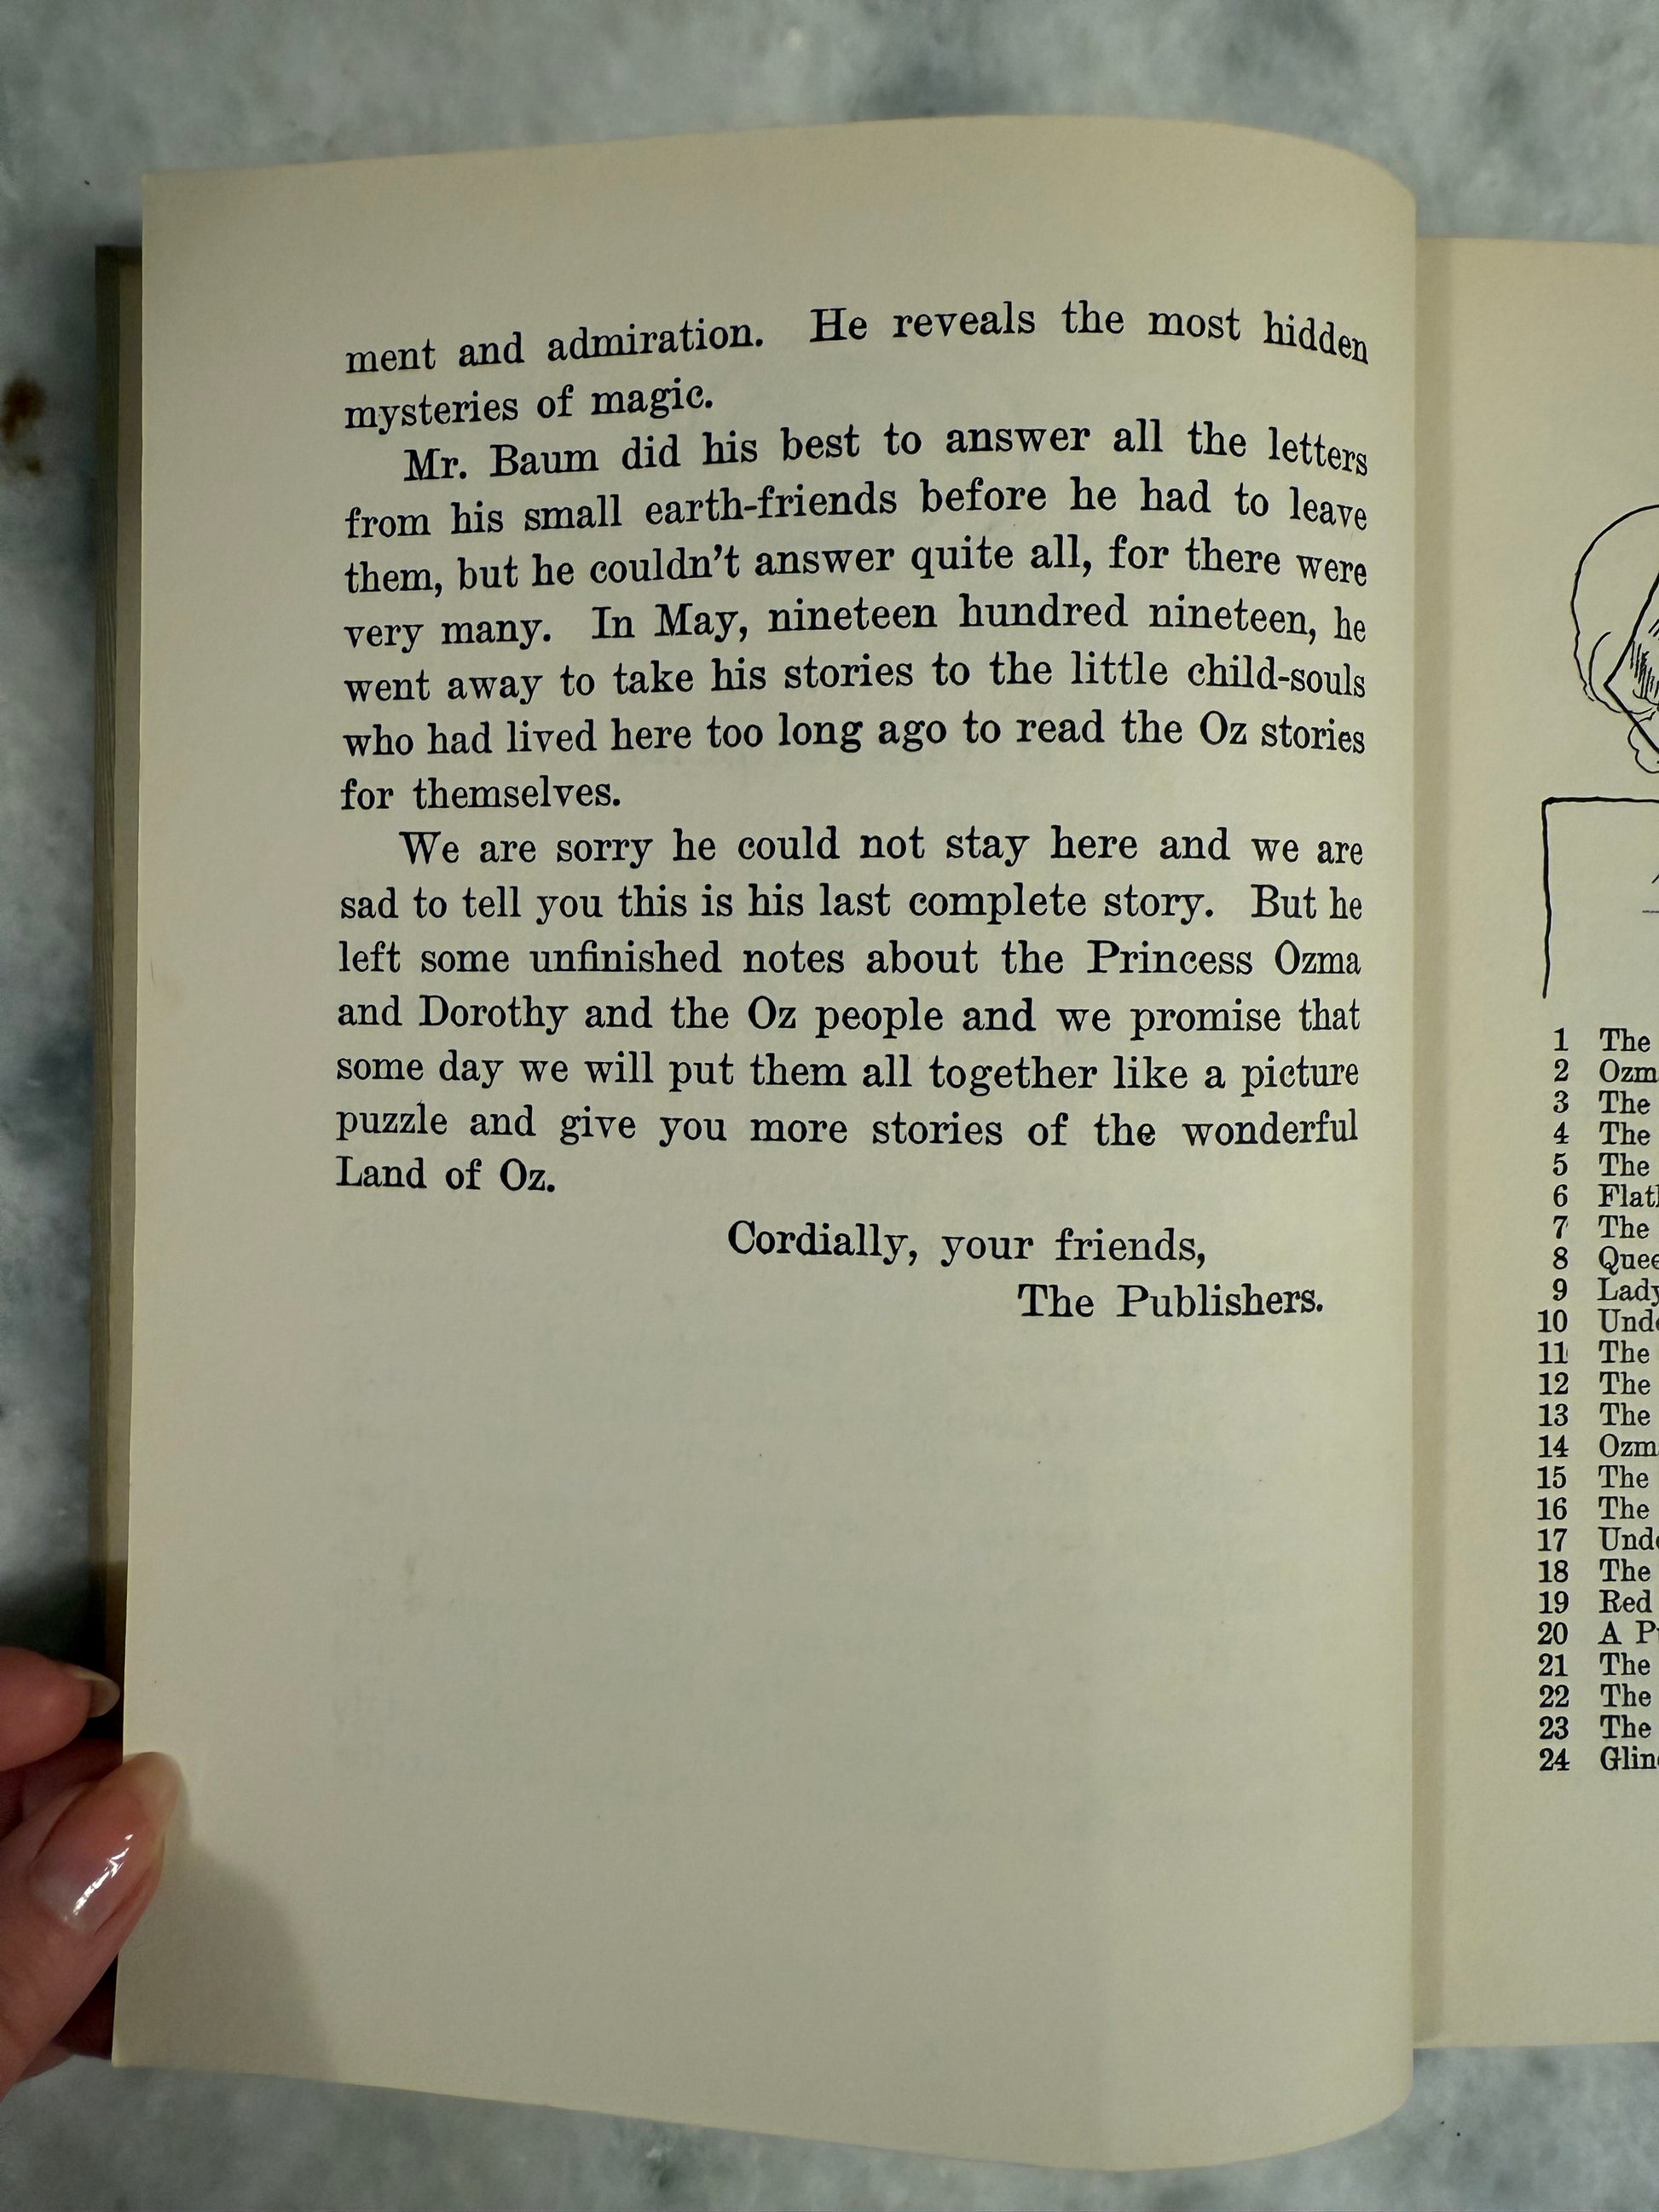 ment and admiration. He reveals the most hidden
mysteries of magic.
Mr. Baum did his best to answer all the letters
from his small earth-friends before he had to leave
them, but he couldn't answer quite all, for there were
very many. In May, nineteen hundred nineteen, he
went away to take his stories to the little child-souls
who had lived here too long ago to read the Oz stories
for themselves.
We are sorry he could not stay here and we are
sad to tell you this is his last complete story. But he
left some unfinished notes about the Princess Ozma
and Dorothy and the Oz people and we promise that
some day we will put them all together like a picture
puzzle and give you more stories of the wonderful
Land of Oz.
Cordially, your friends,
The Publishers.
1 The
2
3 The
4 The
5 The
6
7 The
8
9
10
11 The
12 The
13 The
14
15 The
16 The
17
18 The
19 Red
20 A
21 The
22 The
23 The
24